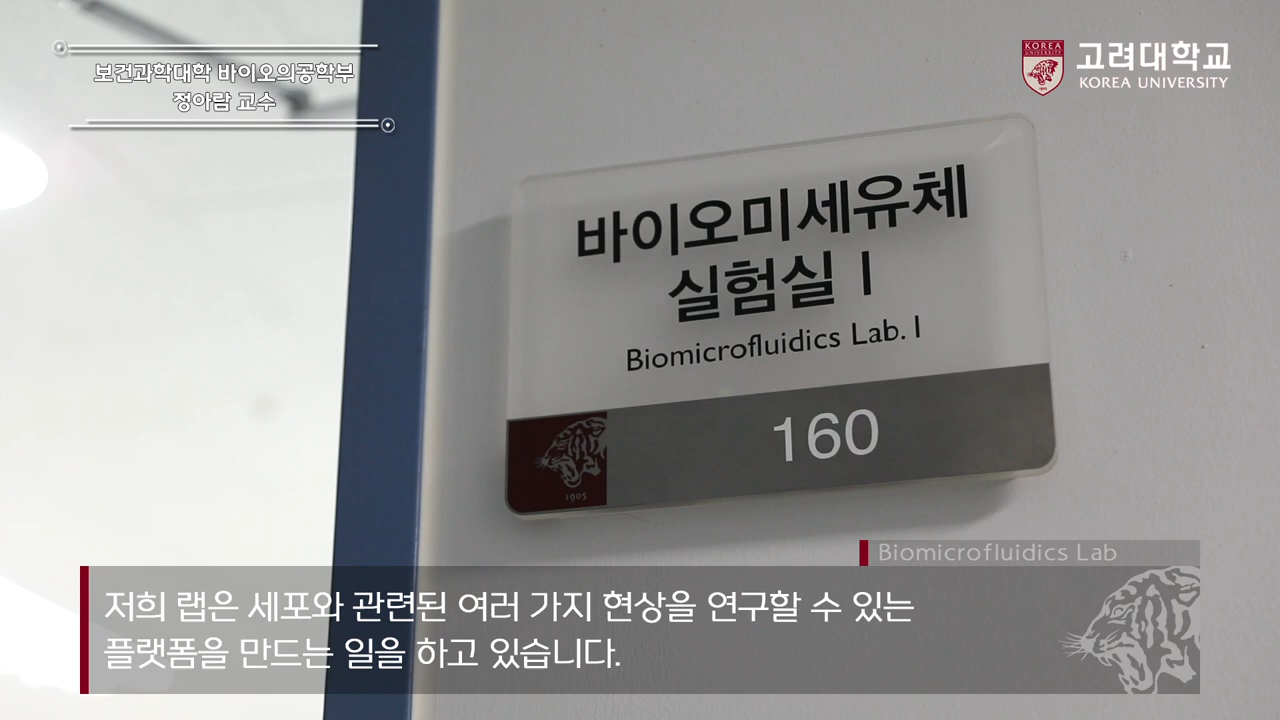 보건과학대학 바이오의공학부
정아람 교수
KOREA
UNIVERSITY
1905
고려대학교
KOREA UNIVERSITY
바이오미세유체
실험실 I
Biomicrofluidics Lab. I
160
1905
Biomicrofluidics Lab
저희 랩은 세포와 관련된 여러 가지 현상을 연구할 수 있는
플랫폼을 만드는 일을 하고 있습니다.